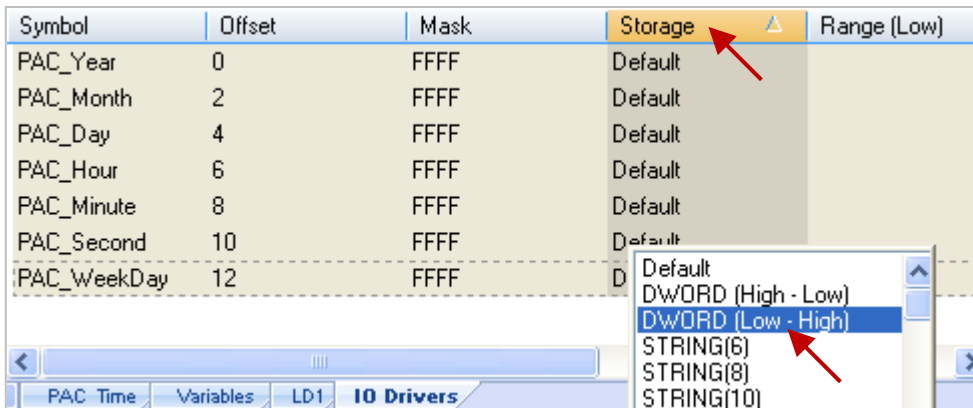 Symbol Offset Mask Storage Range (Low)
PAC_Year 0 FFFF Default
PAC_Month 2 FFFF Default
PAC_Day 4 FFFF Default
PAC_Hour 6 FFFF Default
PAC_Minute 8 FFFF Default
PAC_Second 10 FFFF Default
PAC_WeekDay 12 FFFF D
Default
DWORD (High - Low)
DWORD (Low - High)
STRING(6)
STRING(8)
STRING(10)
PAC_Time Variables LD1 IO Drivers